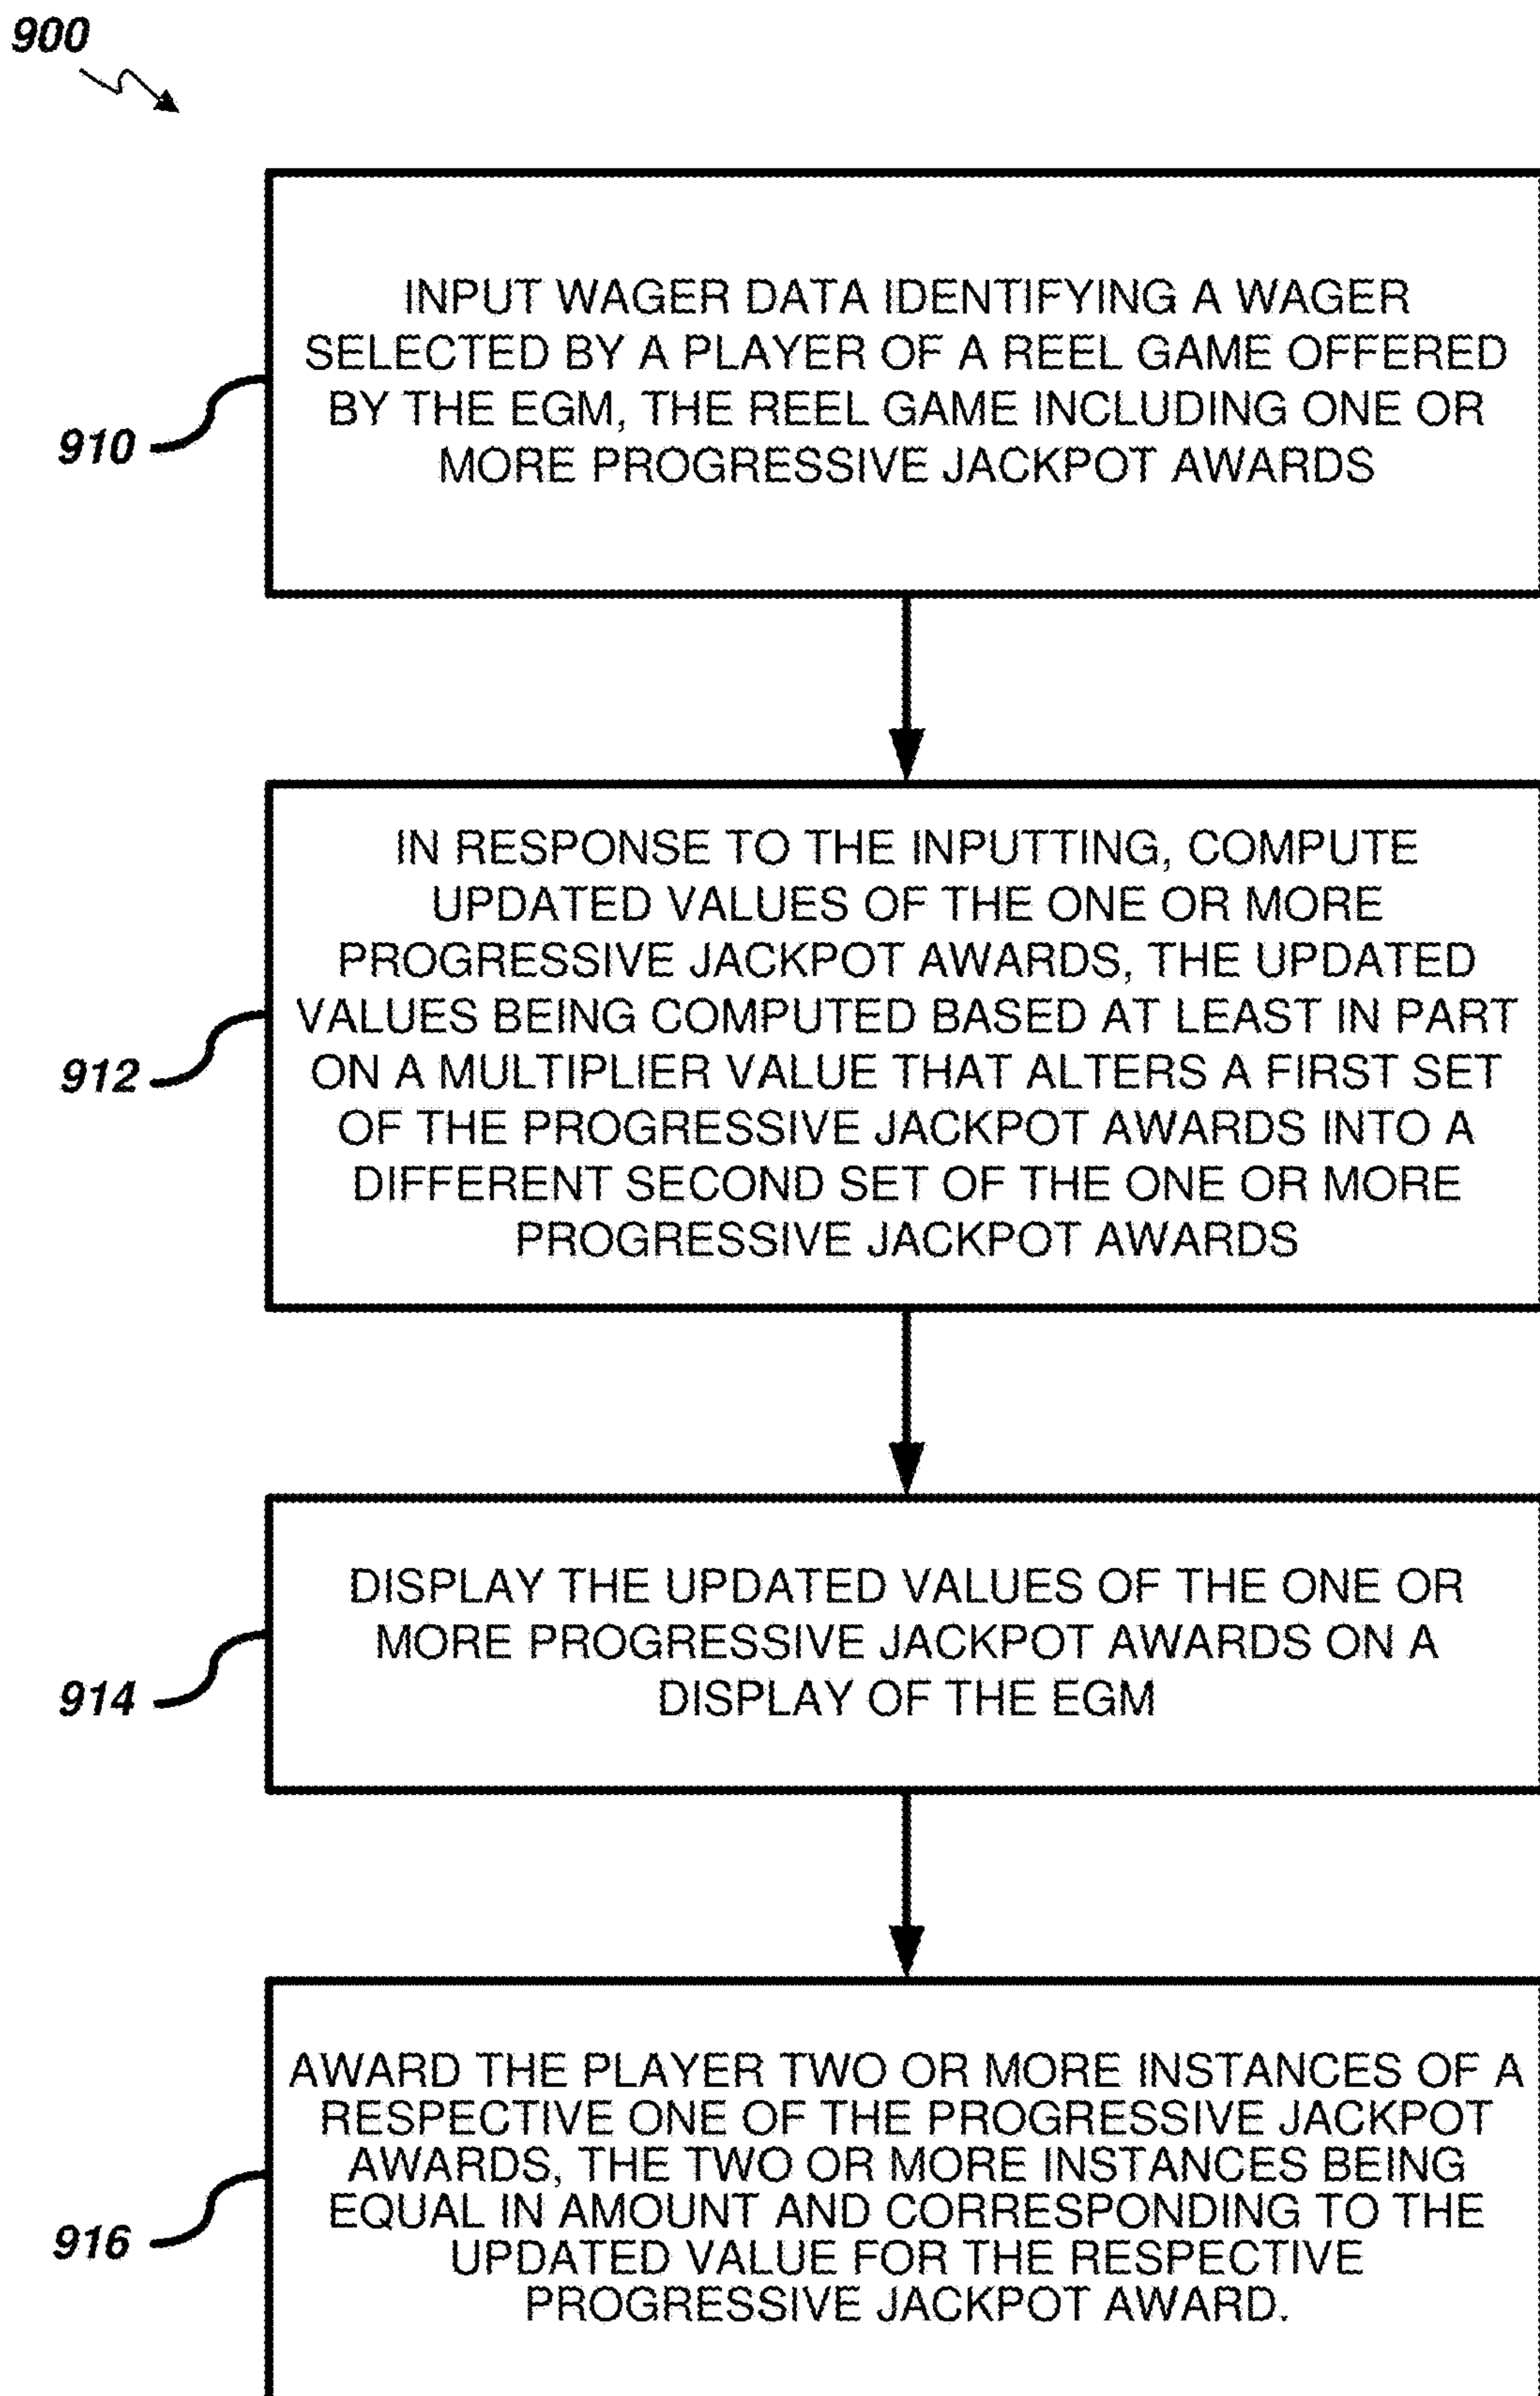 900
INPUT WAGER DATA IDENTIFYING A WAGER
SELECTED BY A PLAYER OF A REEL GAME OFFERED
BY THE EGM, THE REEL GAME INCLUDING ONE OR
MORE PROGRESSIVE JACKPOT AWARDS
910
IN RESPONSE TO THE INPUTTING, COMPUTE
UPDATED VALUES OF THE ONE OR MORE
PROGRESSIVE JACKPOT AWARDS, THE UPDATED
VALUES BEING COMPUTED BASED AT LEAST IN PART
ON A MULTIPLIER VALUE THAT ALTERS A FIRST SET
OF THE PROGRESSIVE JACKPOT AWARDS INTO A
DIFFERENT SECOND SET OF THE ONE OR MORE
PROGRESSIVE JACKPOT AWARDS
912
DISPLAY THE UPDATED VALUES OF THE ONE OR
MORE PROGRESSIVE JACKPOT AWARDS ON A
DISPLAY OF THE EGM
914
AWARD THE PLAYER TWO OR MORE INSTANCES OF A
RESPECTIVE ONE OF THE PROGRESSIVE JACKPOT
AWARDS, THE TWO OR MORE INSTANCES BEING
EQUAL IN AMOUNT AND CORRESPONDING TO THE
UPDATED VALUE FOR THE RESPECTIVE
PROGRESSIVE JACKPOT AWARD.
916